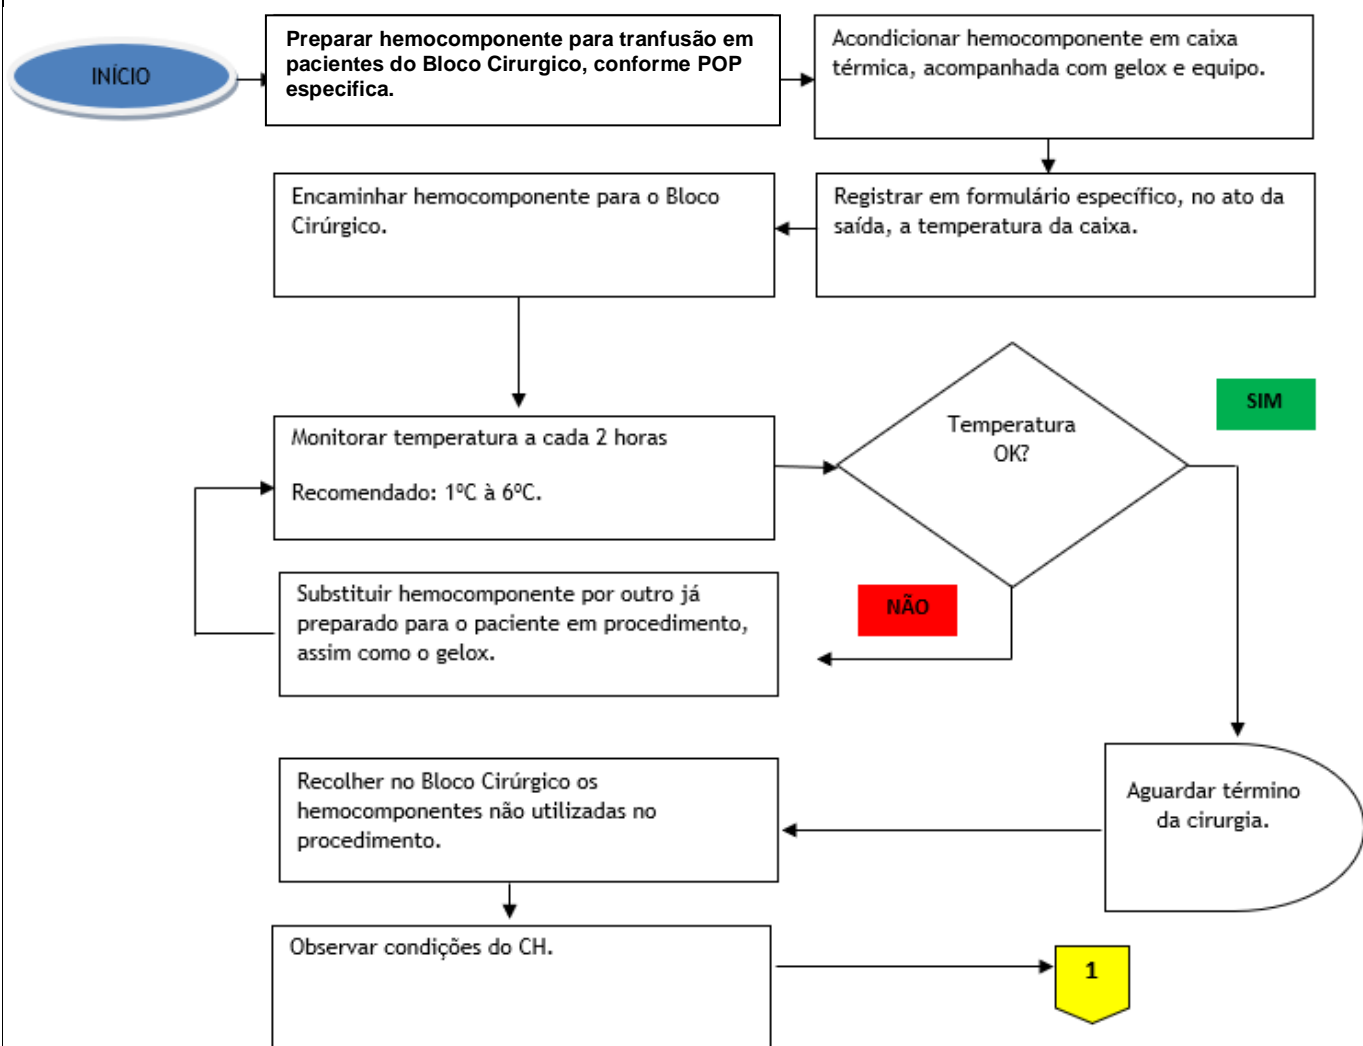 INÍCIO
Preparar hemocomponente para tranfusão em
pacientes do Bloco Cirurgico, conforme POP
especifica.
Acondicionar hemocomponente em caixa
térmica, acompanhada com gelox e equipo.
Encaminhar hemocomponente para o Bloco
Cirúrgico.
Registrar em formulário específico, no ato da
saída, a temperatura da caixa.
Monitorar temperatura a cada 2 horas
Recomendado: 1ºC à 6ºC.
Temperatura
OK?
SIM
Substituir hemocomponente por outro já
preparado para o paciente em procedimento,
assim como o gelox.
NÃO
Recolher no Bloco Cirúrgico os
hemocomponentes não utilizadas no
procedimento.
Aguardar término
da cirurgia.
Observar condições do CH.
1